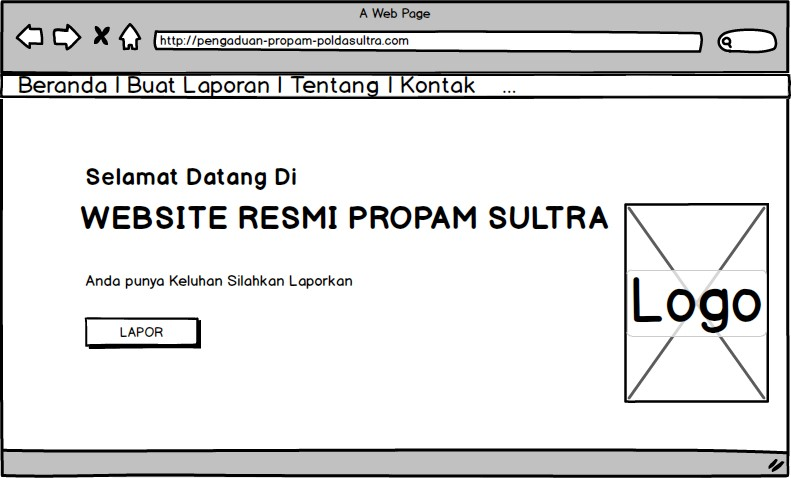 A Web Page
http://pengaduan-propam-poldasultra.com
Beranda | Buat Laporan | Tentang | Kontak ...
Selamat Datang Di
WEBSITE RESMI PROPAM SULTRA
Anda punya Keluhan Silahkan Laporkan
Logo
LAPOR